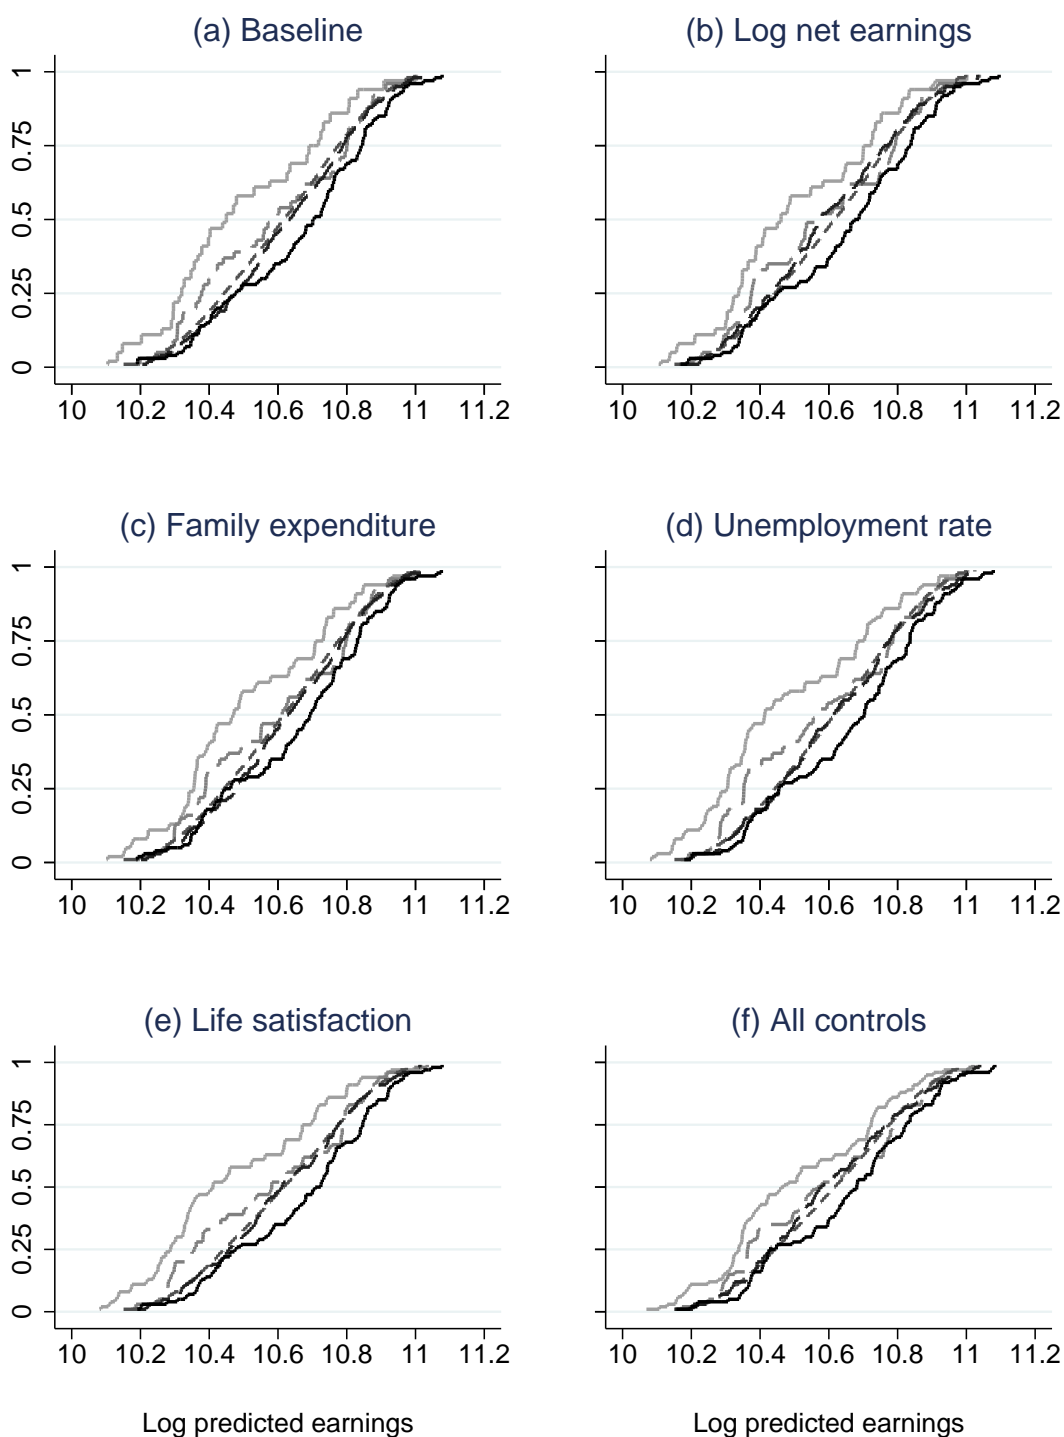 (a) Baseline
(b) Log net earnings
1
0.75
0.5
0.25
0
10 10.2 10.4 10.6 10.8 11 11.2
10 10.2 10.4 10.6 10.8 11 11.2
(c) Family expenditure
(d) Unemployment rate
1
0.75
0.5
0.25
0
10 10.2 10.4 10.6 10.8 11 11.2
10 10.2 10.4 10.6 10.8 11 11.2
(e) Life satisfaction
(f) All controls
1
0.75
0.5
0.25
0
10 10.2 10.4 10.6 10.8 11 11.2
10 10.2 10.4 10.6 10.8 11 11.2
Log predicted earnings
Log predicted earnings